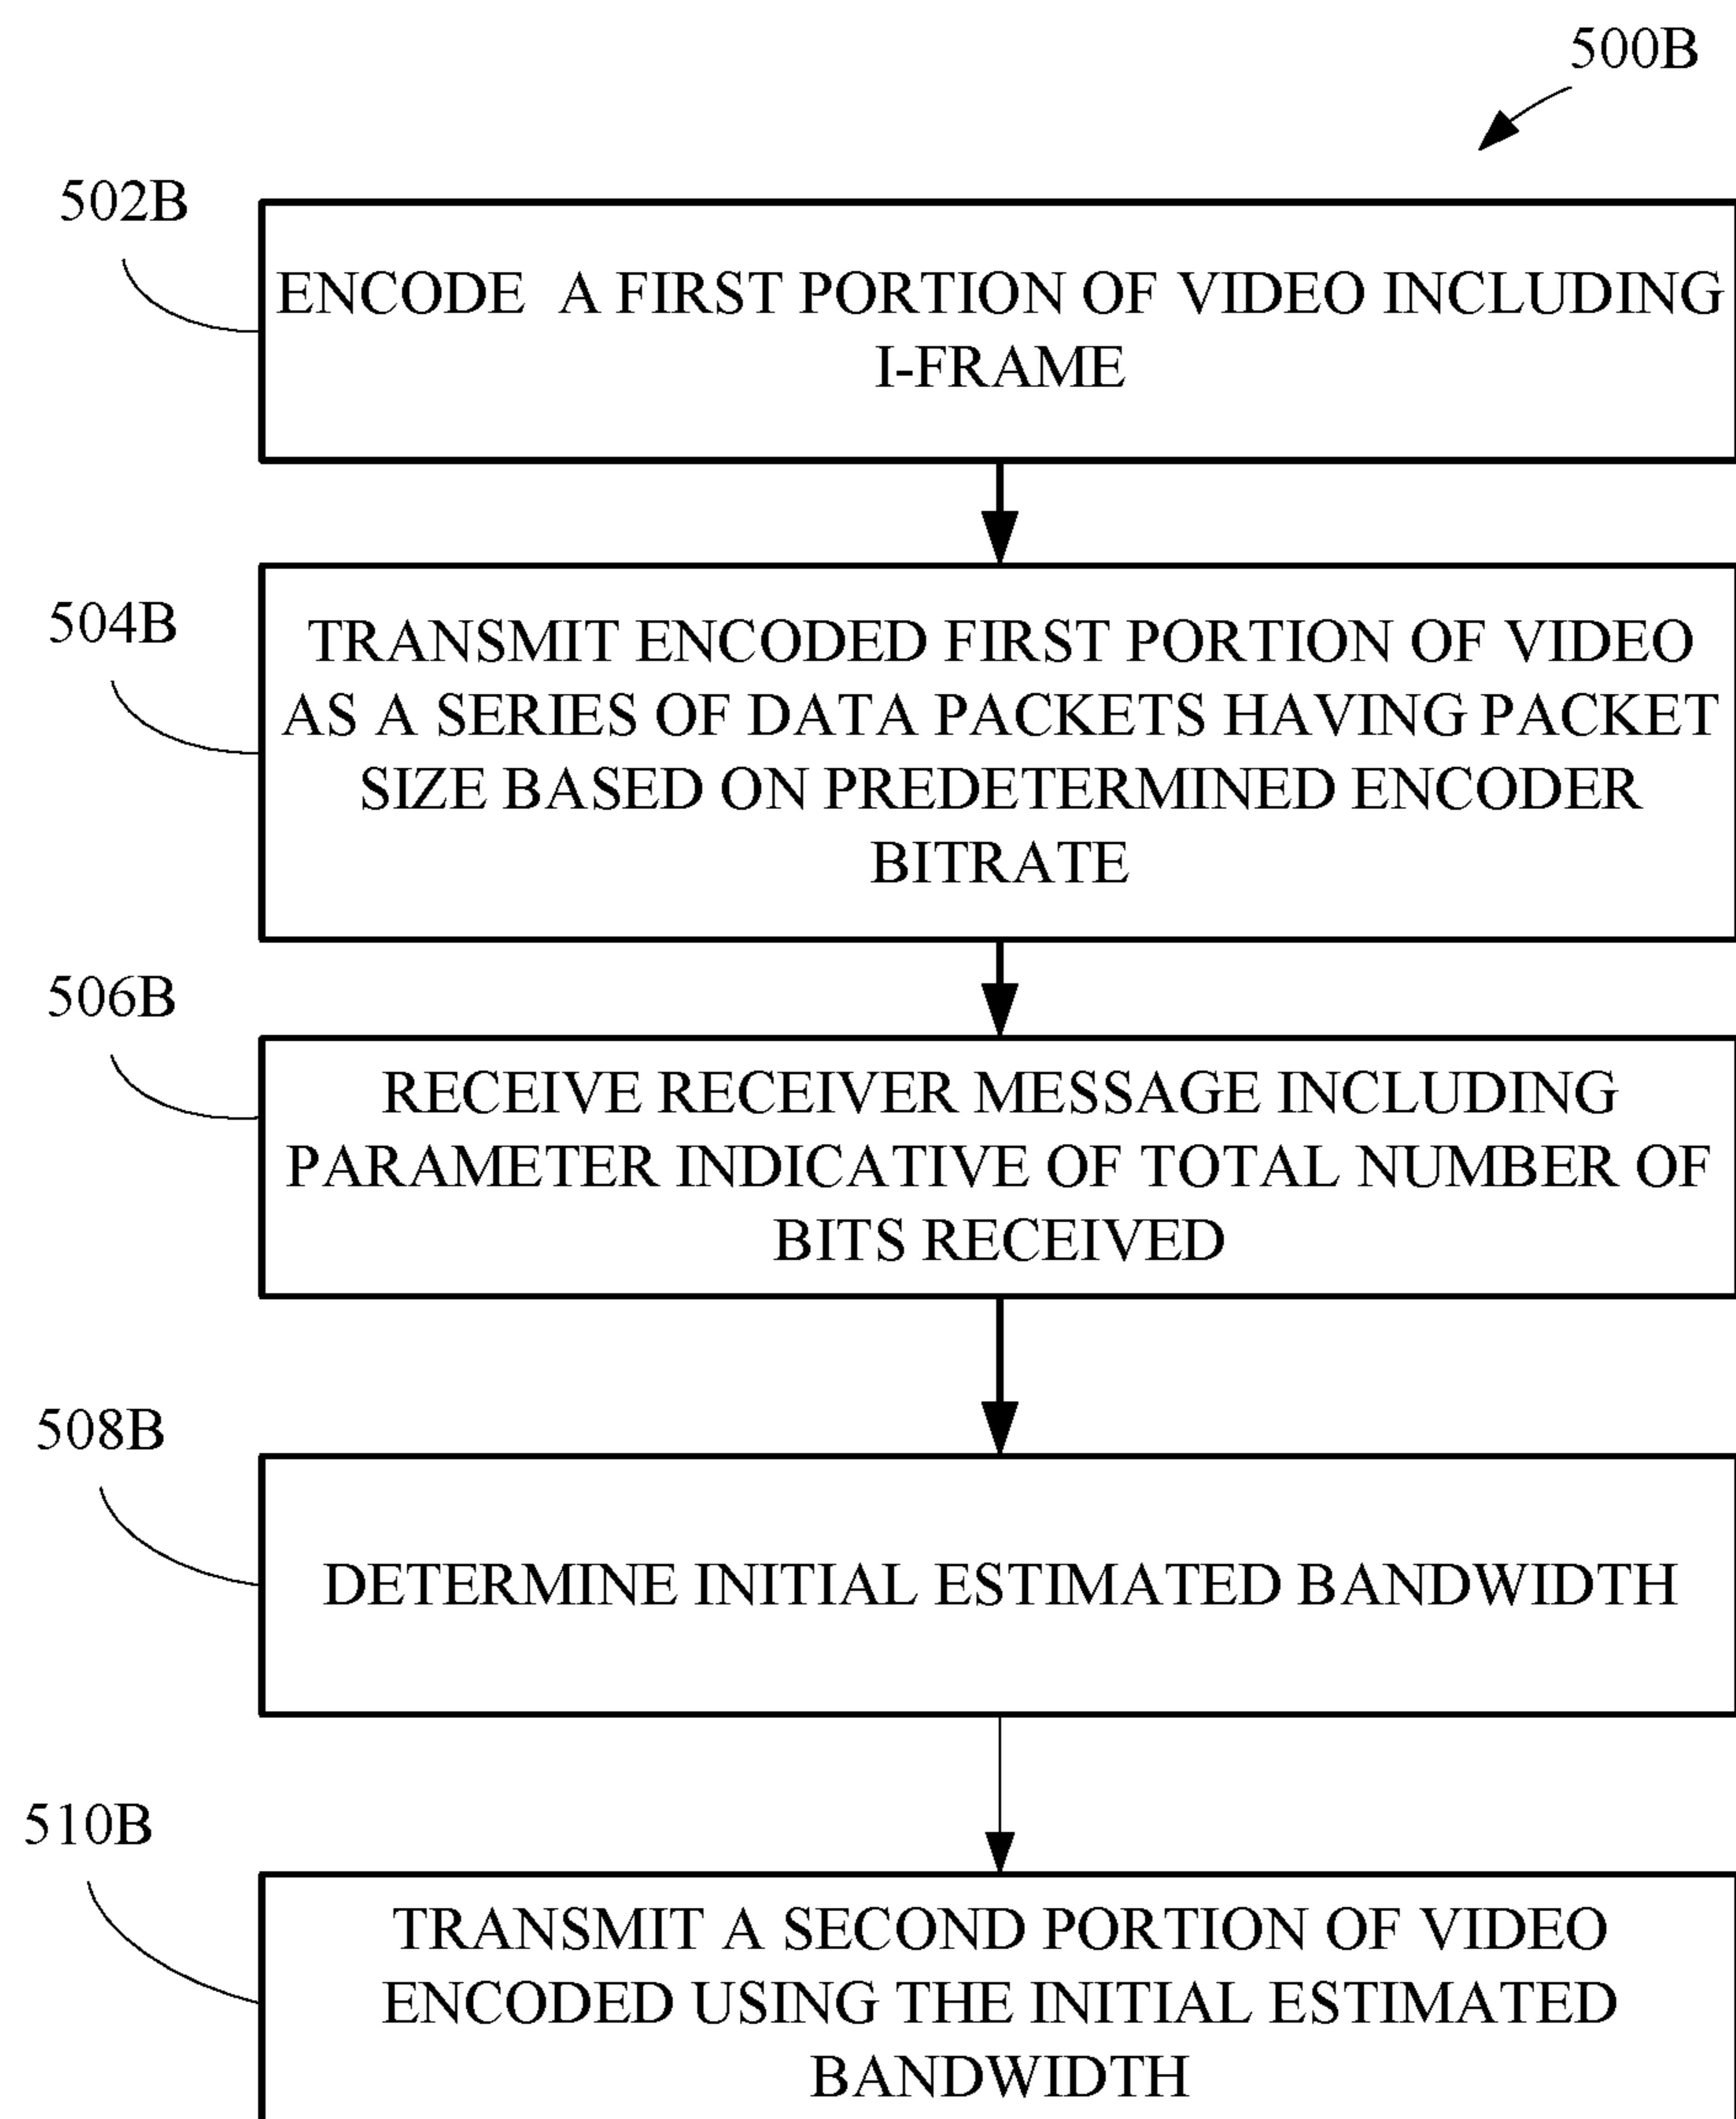 500B
502B
ENCODE A FIRST PORTION OF VIDEO INCLUDING
I-FRAME
504B
TRANSMIT ENCODED FIRST PORTION OF VIDEO
AS A SERIES OF DATA PACKETS HAVING PACKET
SIZE BASED ON PREDETERMINED ENCODER
BITRATE
506B
RECEIVE RECEIVER MESSAGE INCLUDING
PARAMETER INDICATIVE OF TOTAL NUMBER OF
BITS RECEIVED
508B
DETERMINE INITIAL ESTIMATED BANDWIDTH
510B
TRANSMIT A SECOND PORTION OF VIDEO
ENCODED USING THE INITIAL ESTIMATED
BANDWIDTH